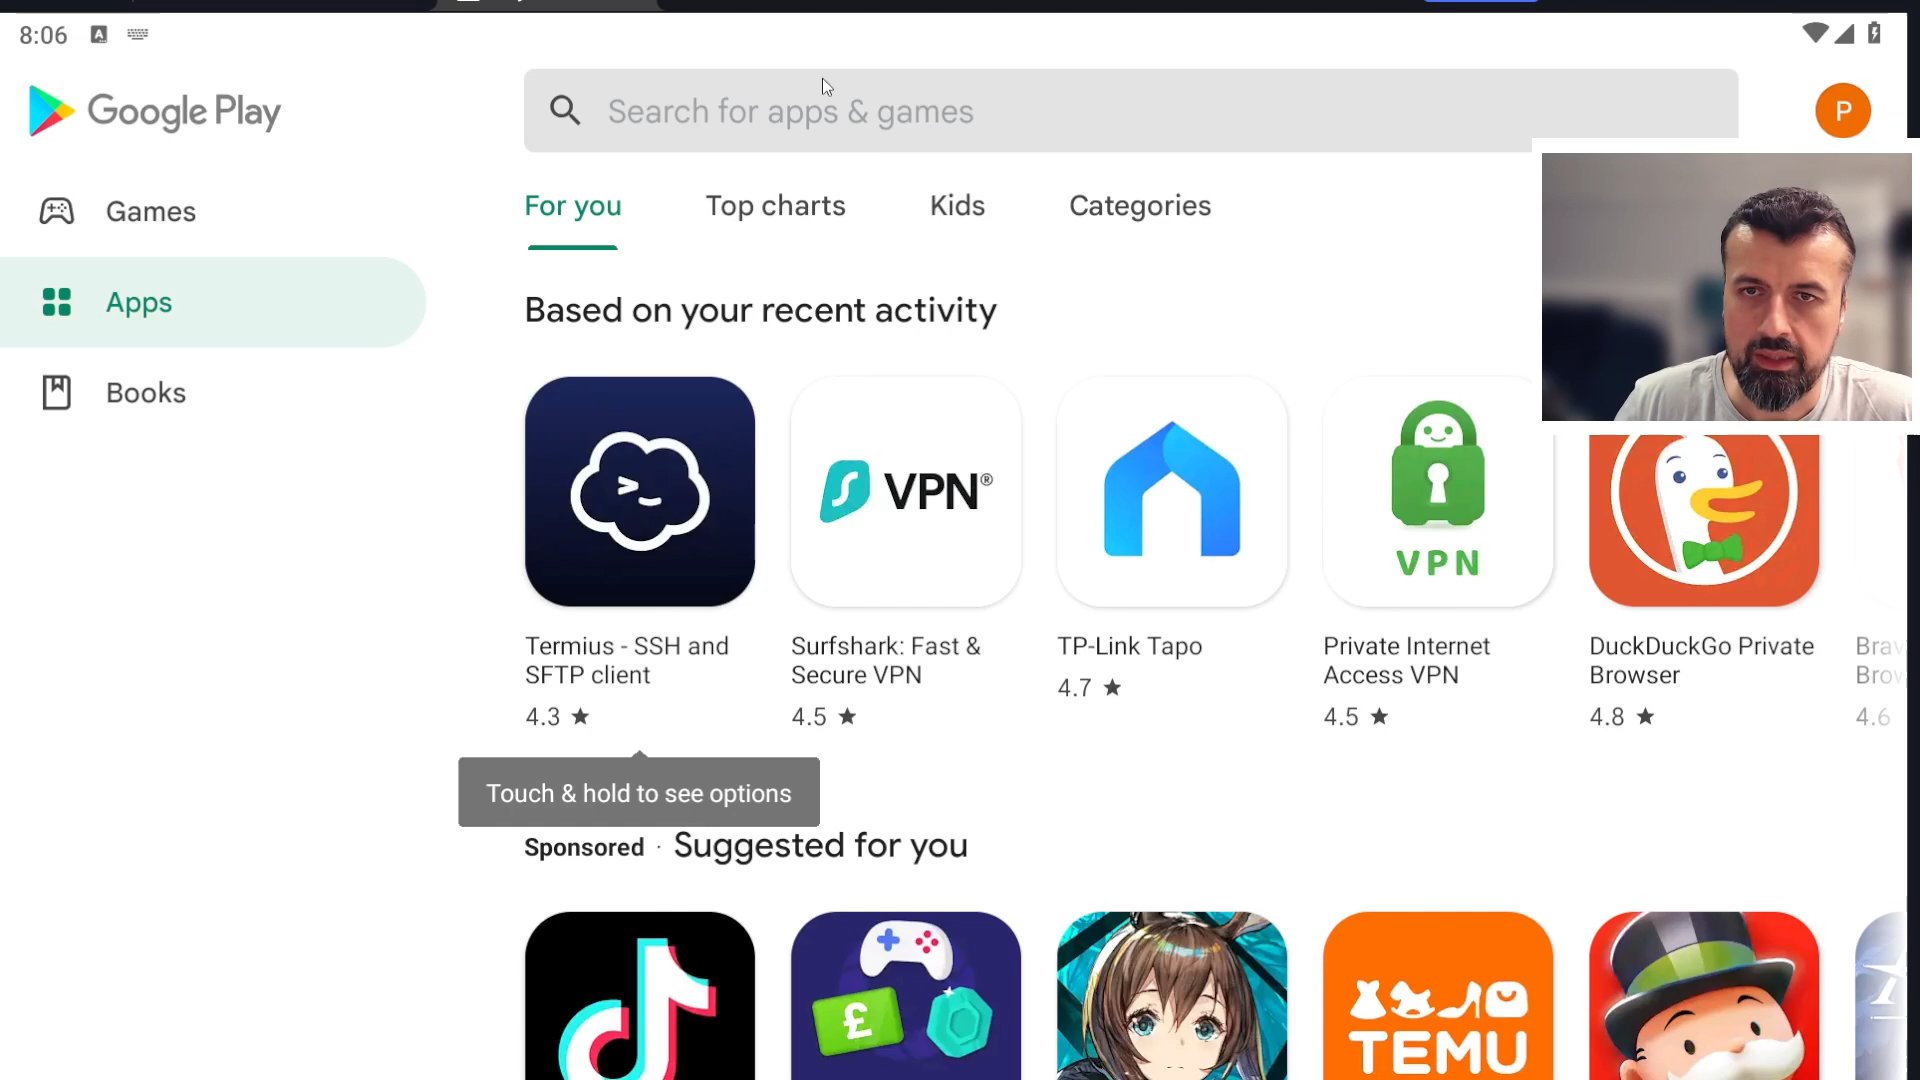 8:06
A
Google Play
Search for apps & games
P
Games
Apps
Books
For you
Top charts
Kids
Categories
Based on your recent activity
>_
VPN®
VPN
Termius - SSH and
SFTP client
4.3 ★
Surfshark: Fast &
Secure VPN
4.5 ★
TP-Link Tapo
4.7 ★
Private Internet
Access VPN
4.5 ★
DuckDuckGo Private
Browser
4.8 ★
4.6
Touch & hold to see options
Sponsored · Suggested for you
£
TEMU